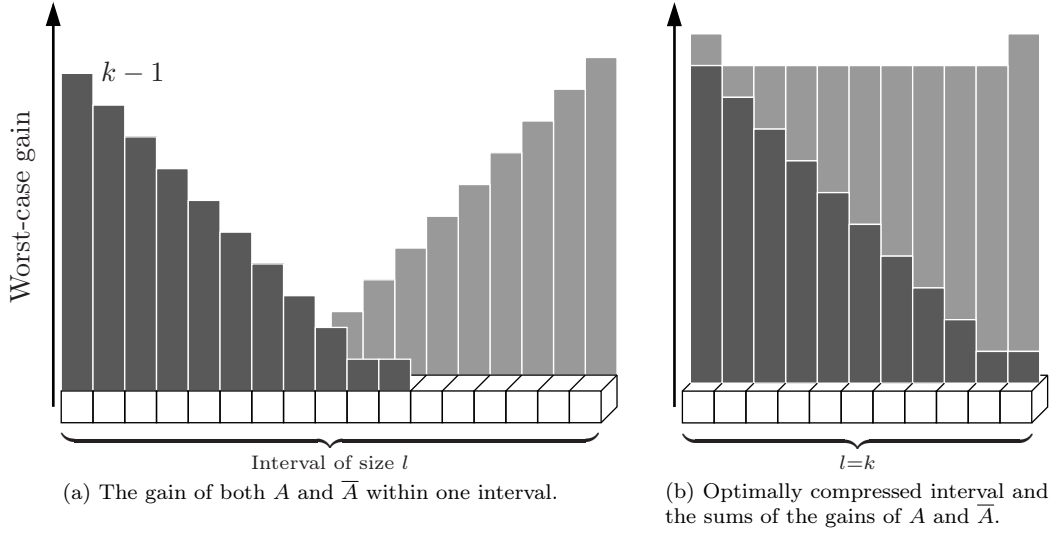 Worst-case gain
k − 1
Interval of size l
(a) The gain of both A and A̅ within one interval.
l=k
(b) Optimally compressed interval and
the sums of the gains of A and A̅.